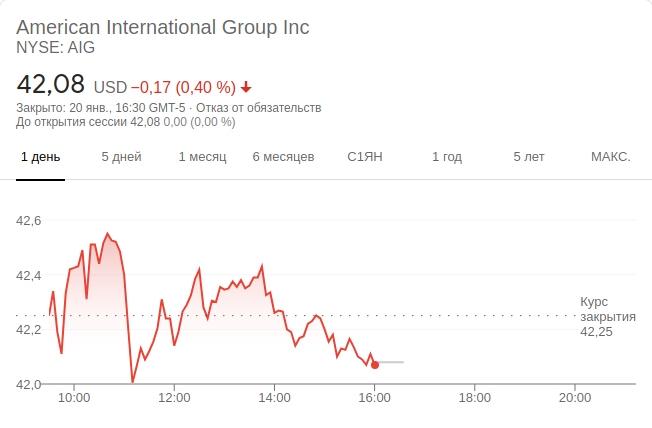 American International Group Inc
NYSE: AIG
42,08 USD −0,17 (0,40 %)
Закрыто: 20 янв., 16:30 GMT-5 · Отказ от обязательств
До открытия сессии 42,08 0,00 (0,00 %)
1 день 5 дней 1 месяц 6 месяцев С1ЯН 1 год 5 лет МАКС.
42,6
42,4
Курс
закрытия
42,25
42,2
42,0
10:00 12:00 14:00 16:00 18:00 20:00